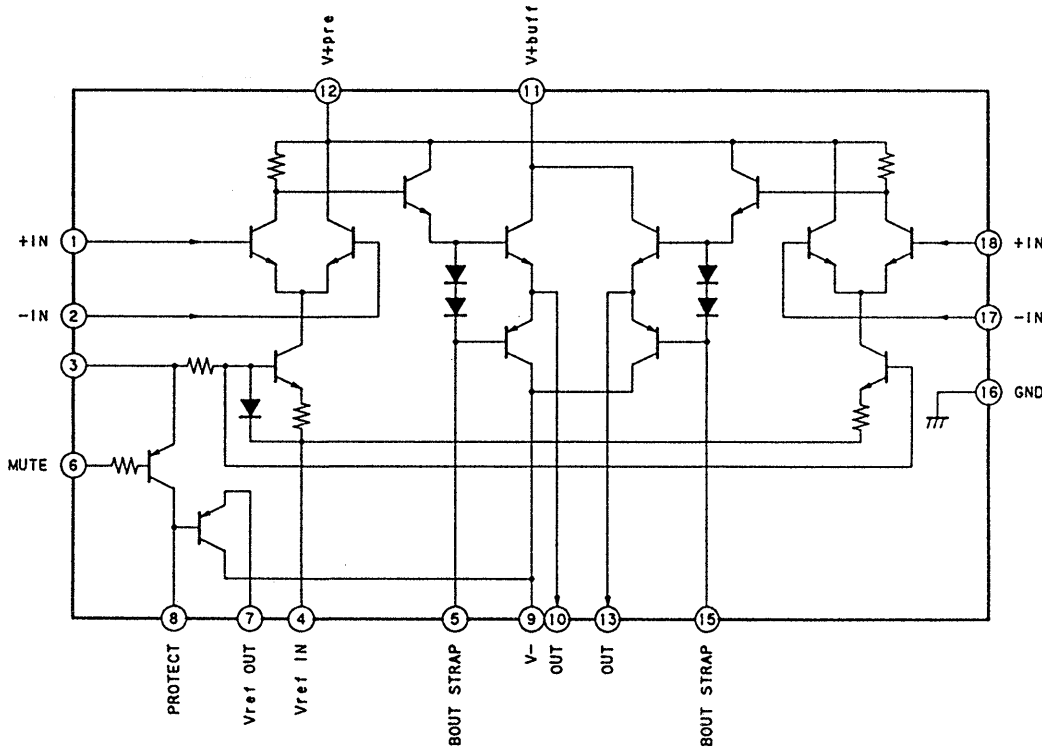 V+pre
V+buff
12
11
+IN
1
18
+IN
-IN
2
17
-IN
3
16
GND
MUTE
6
8
7
4
5
9
10
13
15
PROTECT
Vref OUT
Vref IN
BOUT STRAP
V-
OUT
OUT
BOUT STRAP